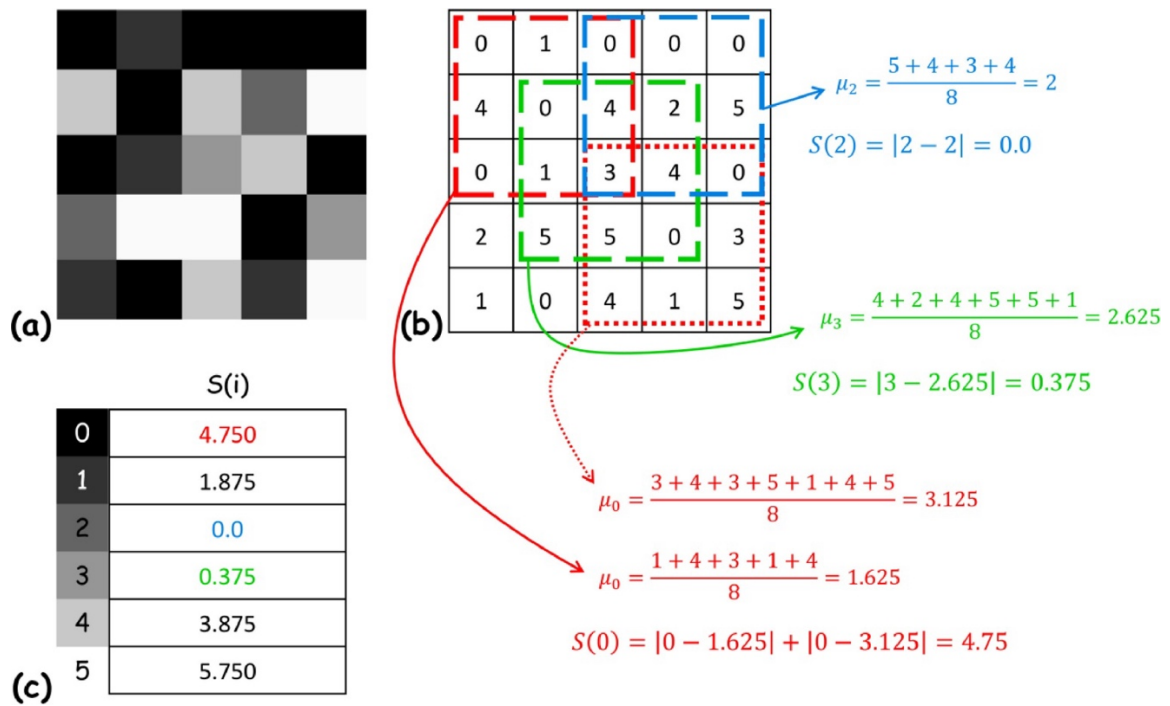 0 1 0 0 0
4 0 4 2 5
0 1 3 4 0
2 5 5 0 3
1 0 4 1 5
(a)
(b)
μ₂ = (5 + 4 + 3 + 4)/8 = 2
S(2) = |2 − 2| = 0.0
μ₃ = (4 + 2 + 4 + 5 + 5 + 1)/8 = 2.625
S(3) = |3 − 2.625| = 0.375
μ₀ = (3 + 4 + 3 + 5 + 1 + 4 + 5)/8 = 3.125
μ₀ = (1 + 4 + 3 + 1 + 4)/8 = 1.625
S(0) = |0 − 1.625| + |0 − 3.125| = 4.75
S(i)
0 4.750
1 1.875
2 0.0
3 0.375
4 3.875
5 5.750
(c)